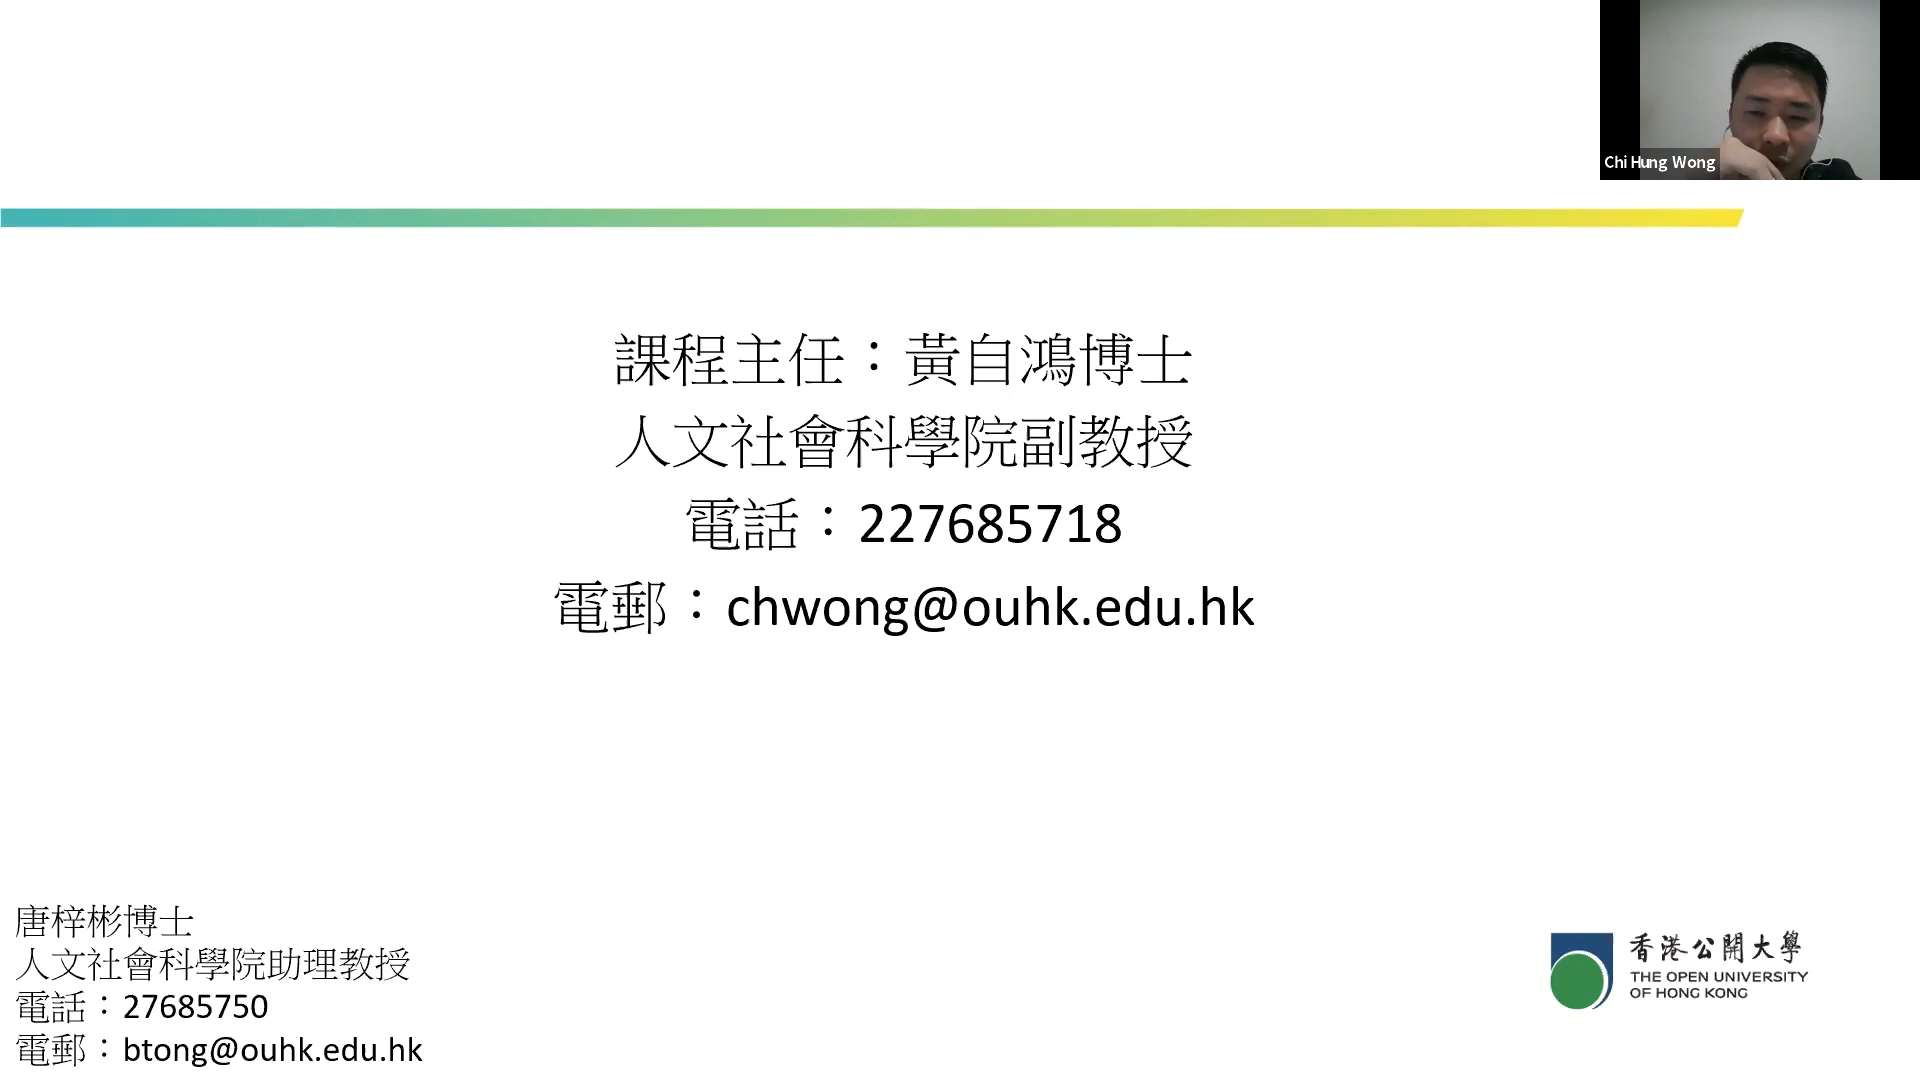 Chi Hung Wong
課程主任：黃自鴻博士
人文社會科學院副教授
電話：227685718
電郵：chwong@ouhk.edu.hk
唐梓彬博士
人文社會科學院助理教授
電話：27685750
電郵：btong@ouhk.edu.hk
香港公開大學
THE OPEN UNIVERSITY
OF HONG KONG